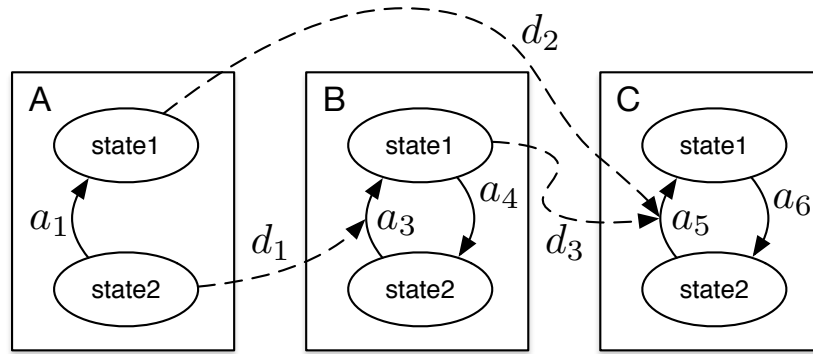 d₂
A
B
C
state1
state1
state1
a₁
a₃
a₄
a₅
a₆
d₁
d₃
state2
state2
state2